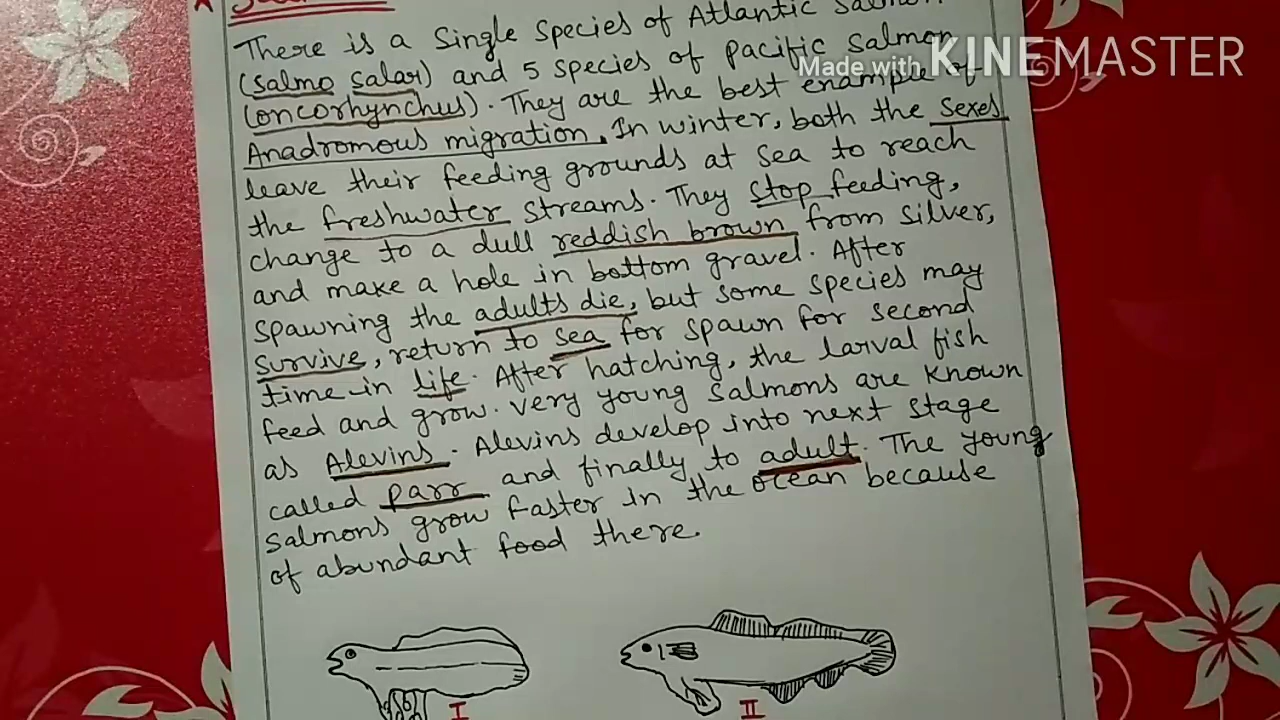 There is a Single Species of Atlantic Salmon
(Salmo Salar) and 5 Species of pacific Salmon
(oncorhynchus). They are the best enample of
Anadromous migration. In winter, both the sexes
leave their feeding grounds at sea to reach
the freshwater streams. They stop feeding,
change to a dull reddish brown from silver,
and make a hole in bottom gravel. After
spawning the adults die, but some species may
survive, return to sea for spawn for second
time in life. After hatching, the larval fish
feed and grow. Very young Salmons are known
as Alevins. Alevins develop into next stage
called parr and finally to adult. The young
Salmons grow faster in the ocean because
of abundant food there.
I II
Made with KINEMASTER